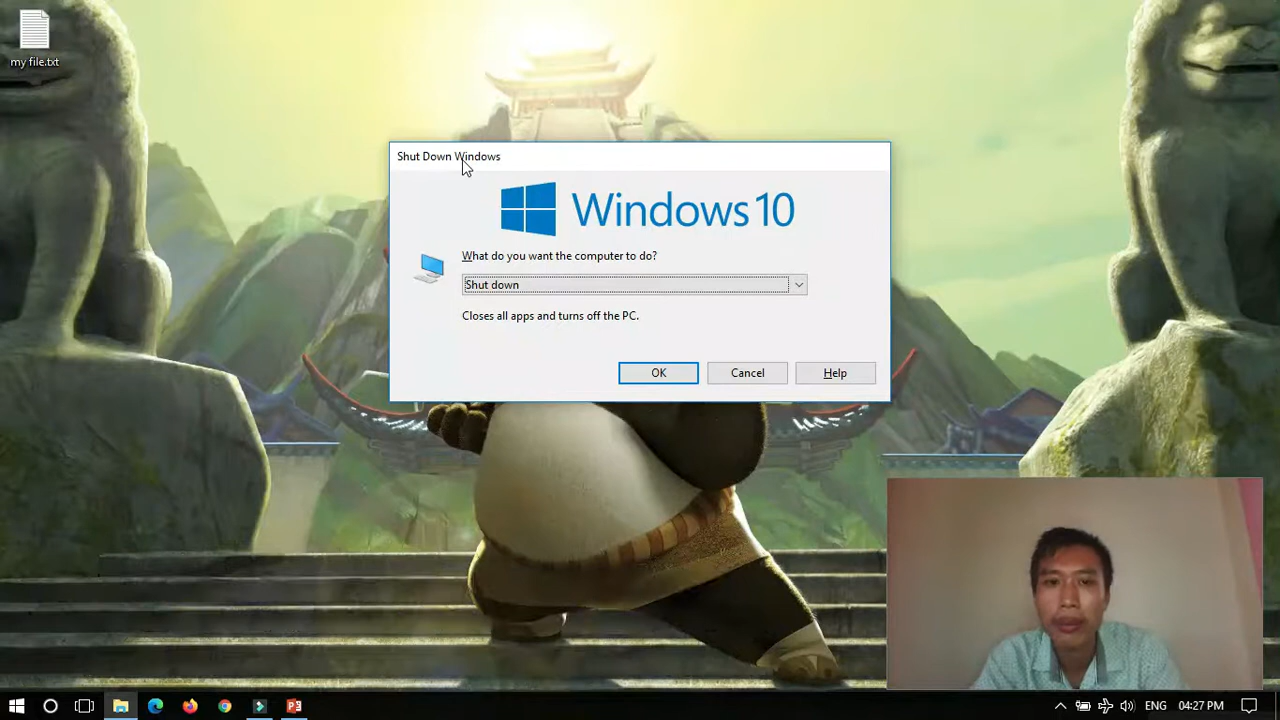 my file.txt
Shut Down Windows
Windows 10
What do you want the computer to do?
Shut down
Closes all apps and turns off the PC.
OK
Cancel
Help
ENG
04:27 PM